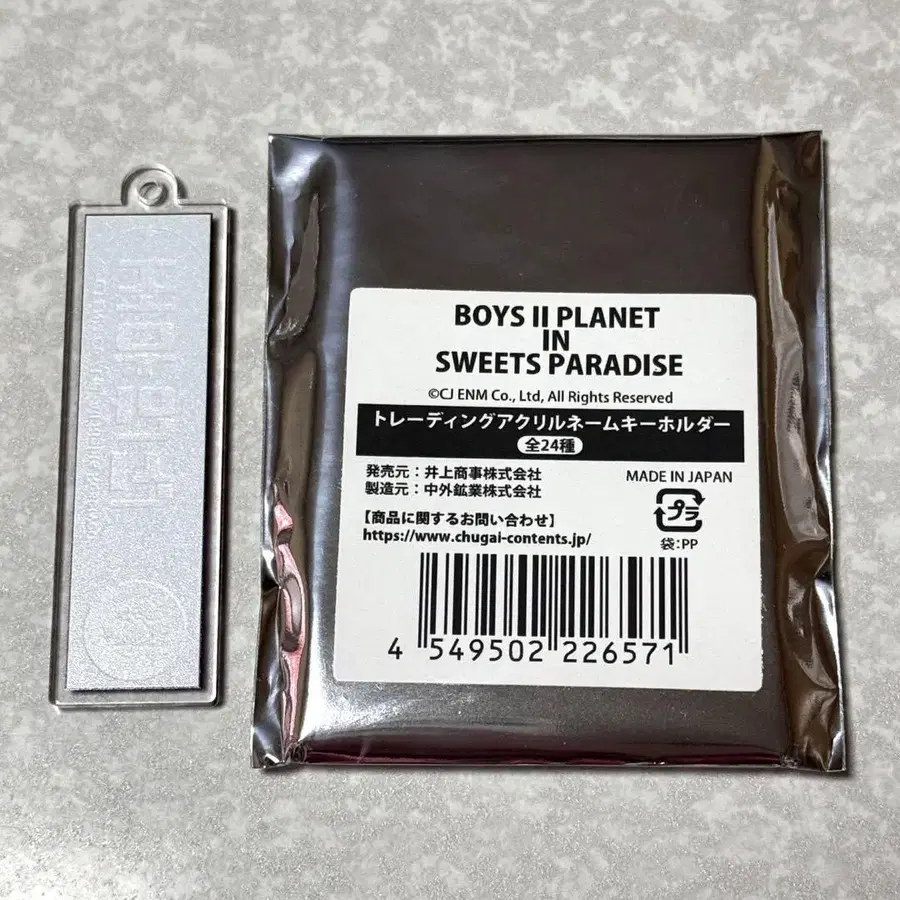 BOYS II PLANET
IN
SWEETS PARADISE
©CJ ENM Co., Ltd, All Rights Reserved
トレーディングアクリルネームキーホルダー
全24種
発売元：井上商事株式会社
製造元：中外鉱業株式会社
MADE IN JAPAN
プラ
袋:PP
【商品に関するお問い合わせ】
https://www.chugai-contents.jp/
4 549502 226571